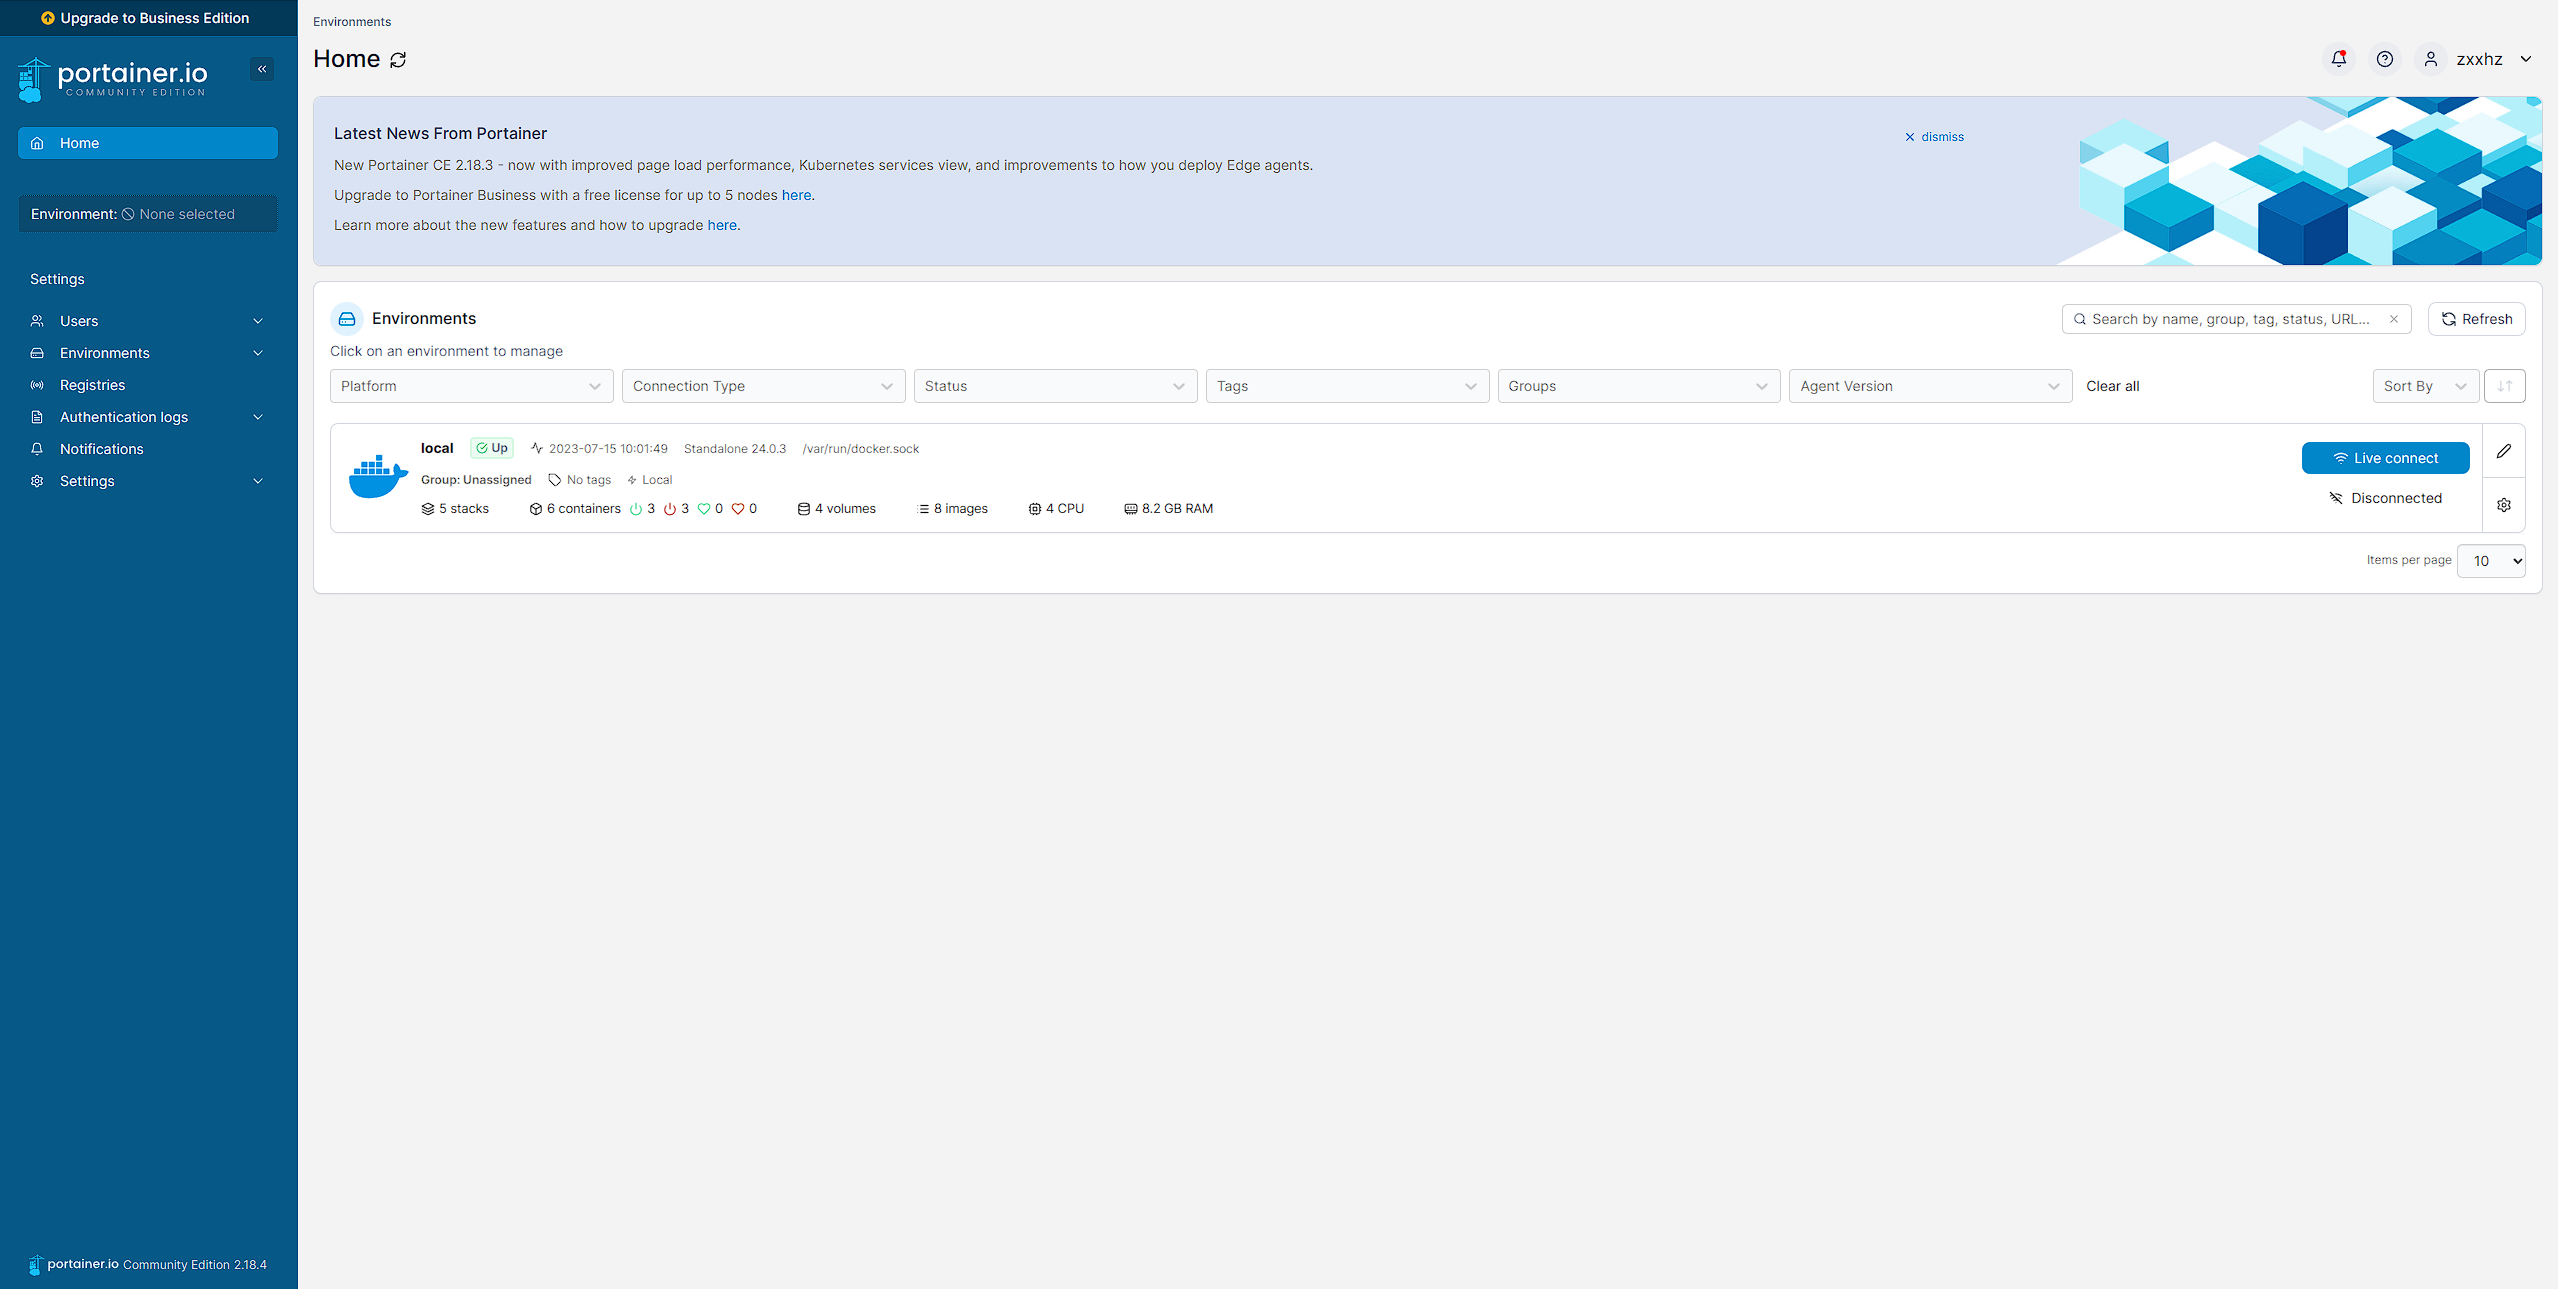 Upgrade to Business Edition
portainer.io
COMMUNITY EDITION
Home
Environment: None selected
Settings
Users
Environments
Registries
Authentication logs
Notifications
Settings
portainer.io Community Edition 2.18.4
Environments
Home
zxxhz
Latest News From Portainer
dismiss
New Portainer CE 2.18.3 - now with improved page load performance, Kubernetes services view, and improvements to how you deploy Edge agents.
Upgrade to Portainer Business with a free license for up to 5 nodes here.
Learn more about the new features and how to upgrade here.
Environments
Search by name, group, tag, status, URL...
Refresh
Click on an environment to manage
Platform Connection Type Status Tags Groups Agent Version Clear all Sort By
local Up 2023-07-15 10:01:49 Standalone 24.0.3 /var/run/docker.sock
Group: Unassigned No tags Local
5 stacks 6 containers 3 3 0 0 4 volumes 8 images 4 CPU 8.2 GB RAM
Live connect
Disconnected
Items per page 10